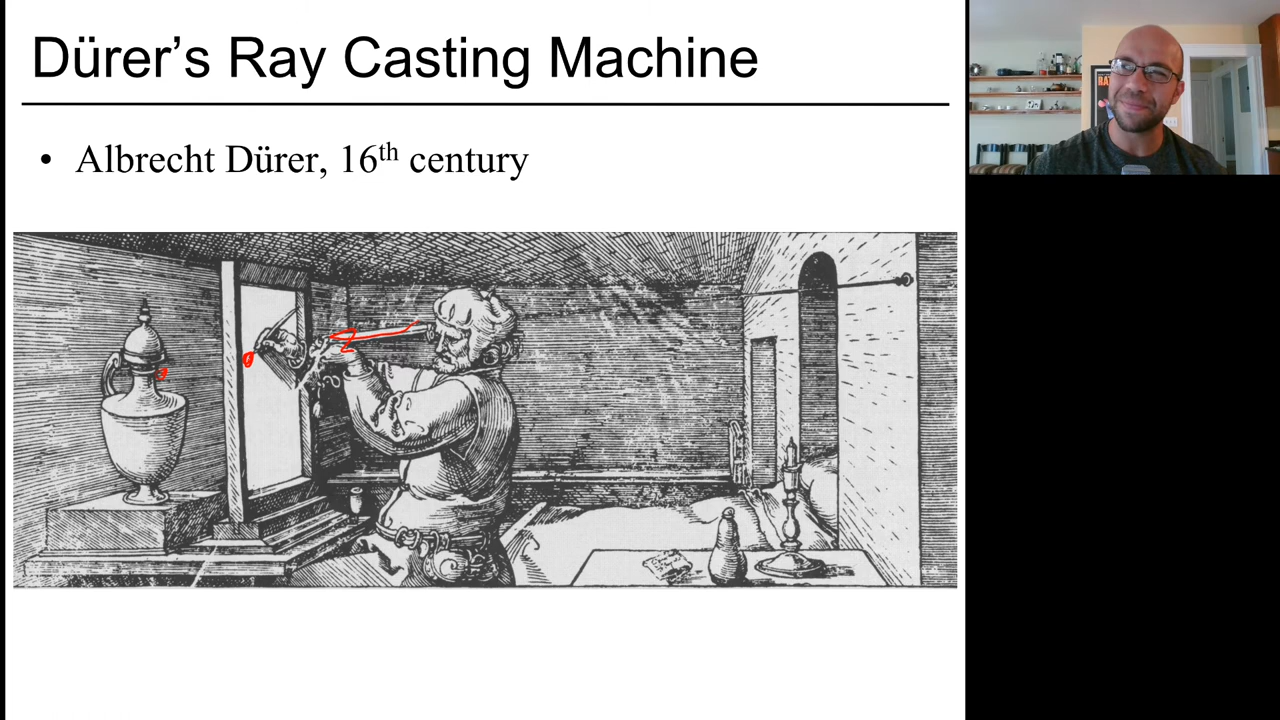 Dürer’s Ray Casting Machine
• Albrecht Dürer, 16th century